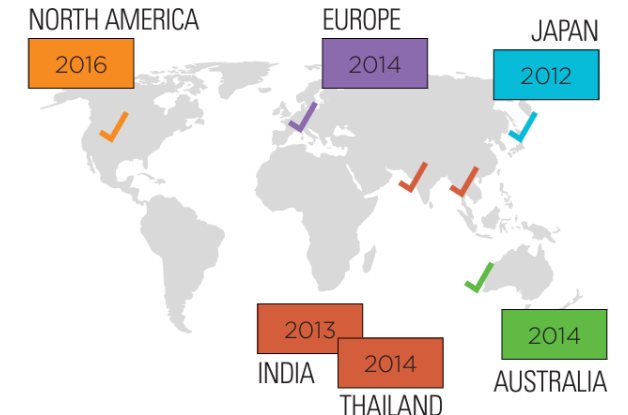 NORTH AMERICA
2016
EUROPE
2014
JAPAN
2012
2013
INDIA
2014
THAILAND
2014
AUSTRALIA